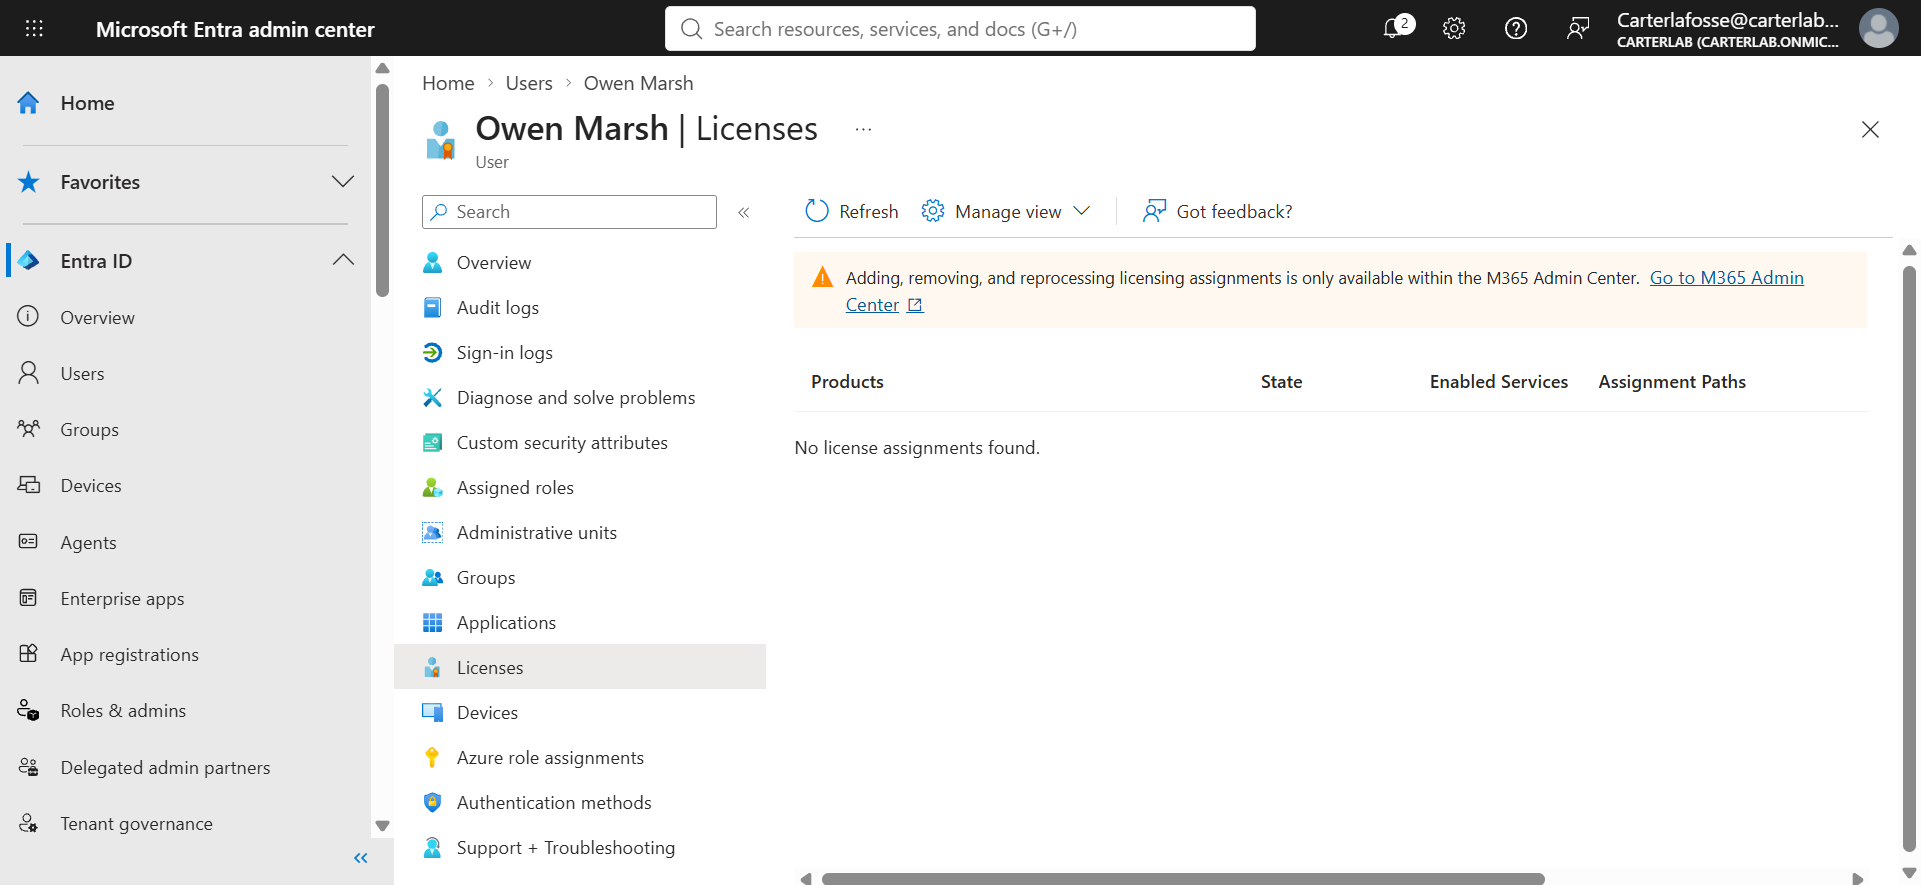 Microsoft Entra admin center
Search resources, services, and docs (G+/)
2
Carterlafosse@carterlab...
CARTERLAB (CARTERLAB.ONMIC...
Home
Favorites
Entra ID
Overview
Users
Groups
Devices
Agents
Enterprise apps
App registrations
Roles & admins
Delegated admin partners
Tenant governance
Home > Users > Owen Marsh
Owen Marsh | Licenses ...
User
Search
Overview
Audit logs
Sign-in logs
Diagnose and solve problems
Custom security attributes
Assigned roles
Administrative units
Groups
Applications
Licenses
Devices
Azure role assignments
Authentication methods
Support + Troubleshooting
Refresh Manage view Got feedback?
Adding, removing, and reprocessing licensing assignments is only available within the M365 Admin Center. Go to M365 Admin
Center
Products State Enabled Services Assignment Paths
No license assignments found.